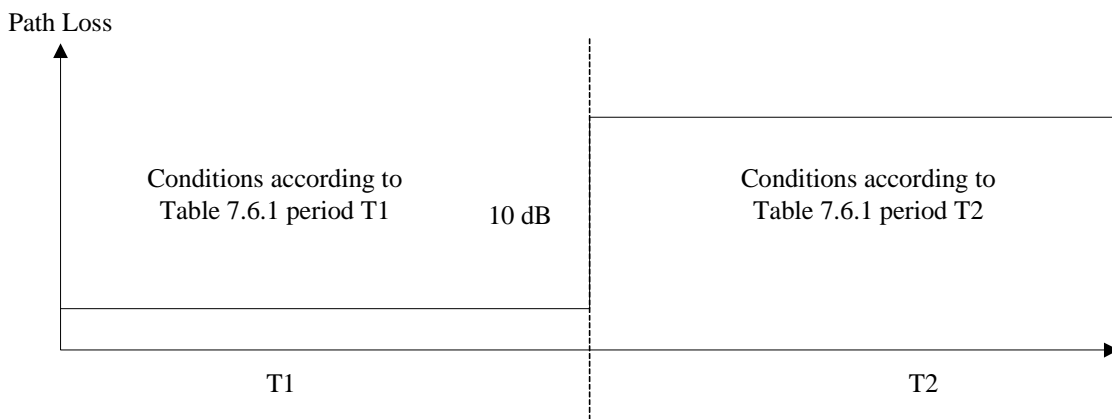 Path Loss
Conditions according to
Table 7.6.1 period T1
10 dB
Conditions according to
Table 7.6.1 period T2
T1
T2